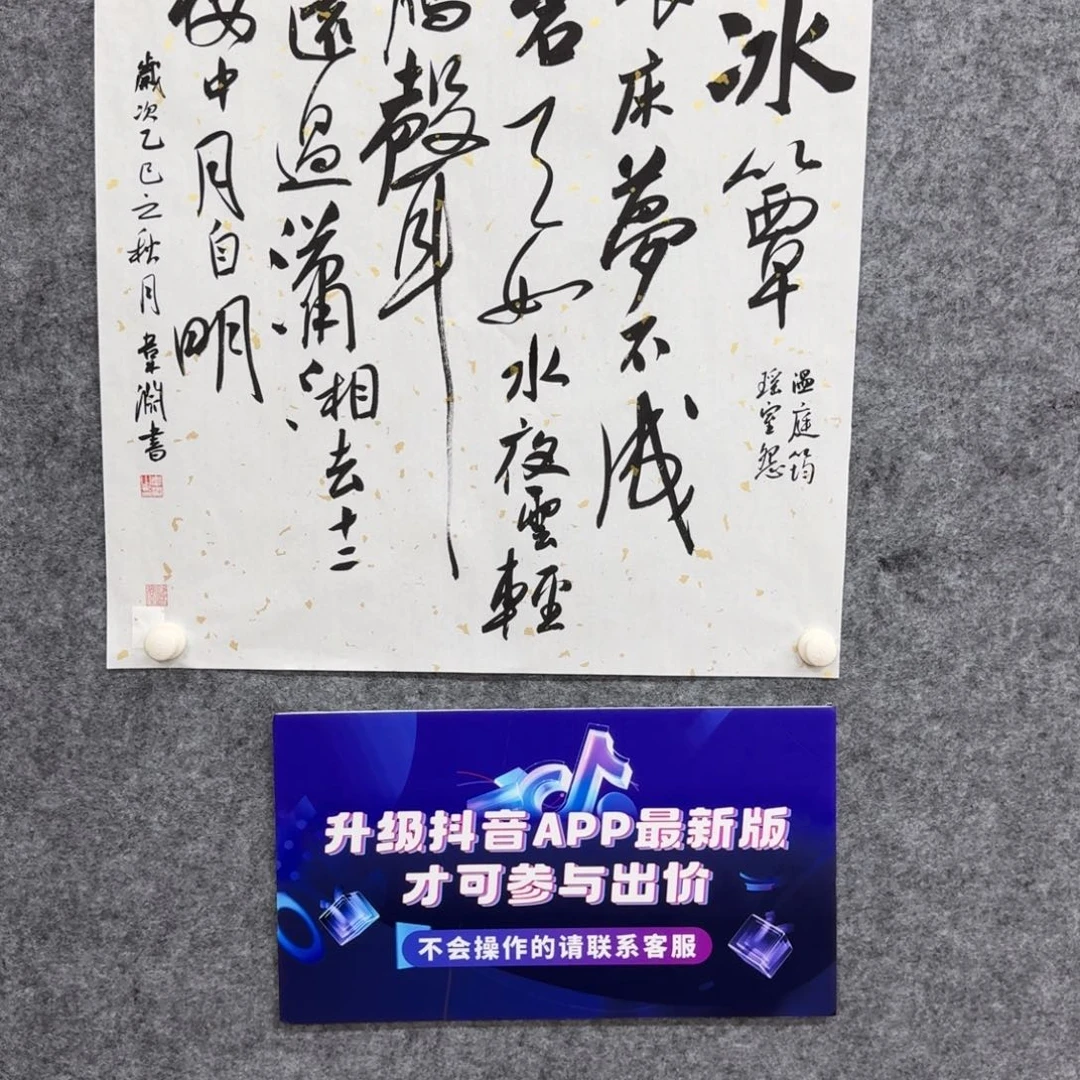 冰簟
溫庭筠
瑶瑟怨
床夢不成
天如水夜雲輕
聲
遠過瀟湘去十二
中月自明
歲次乙巳之秋月 韋淵書
升级抖音APP最新版
才可参与出价
不会操作的请联系客服